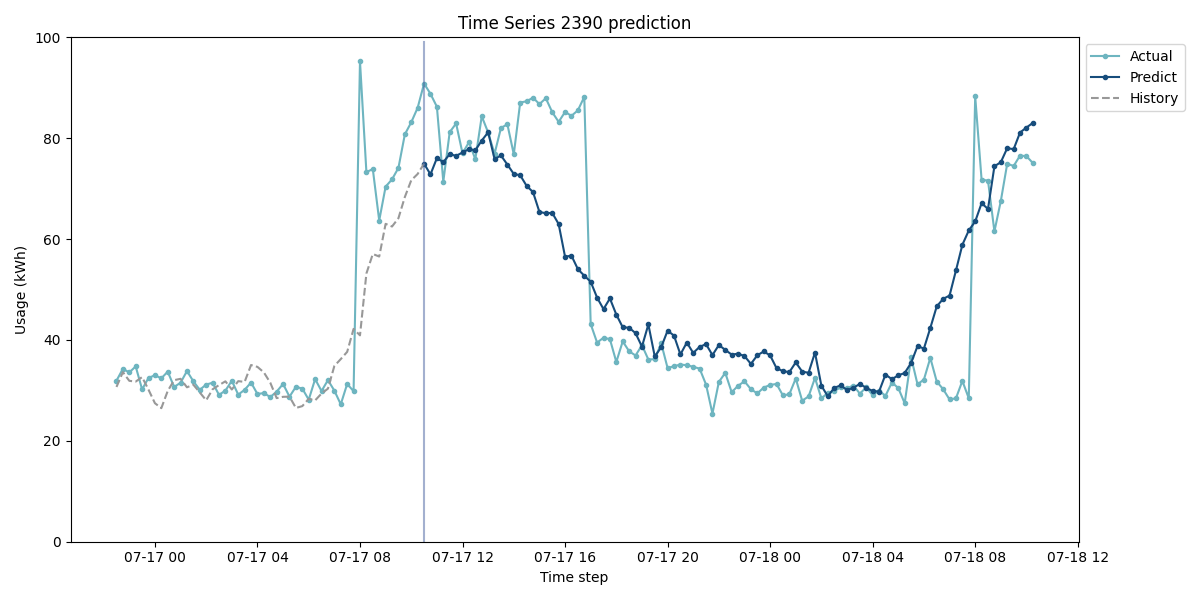 Time Series 2390 prediction
Actual
Predict
History
Usage (kWh)
100
80
60
40
20
0
07-17 00
07-17 04
07-17 08
07-17 12
07-17 16
07-17 20
07-18 00
07-18 04
07-18 08
07-18 12
Time step